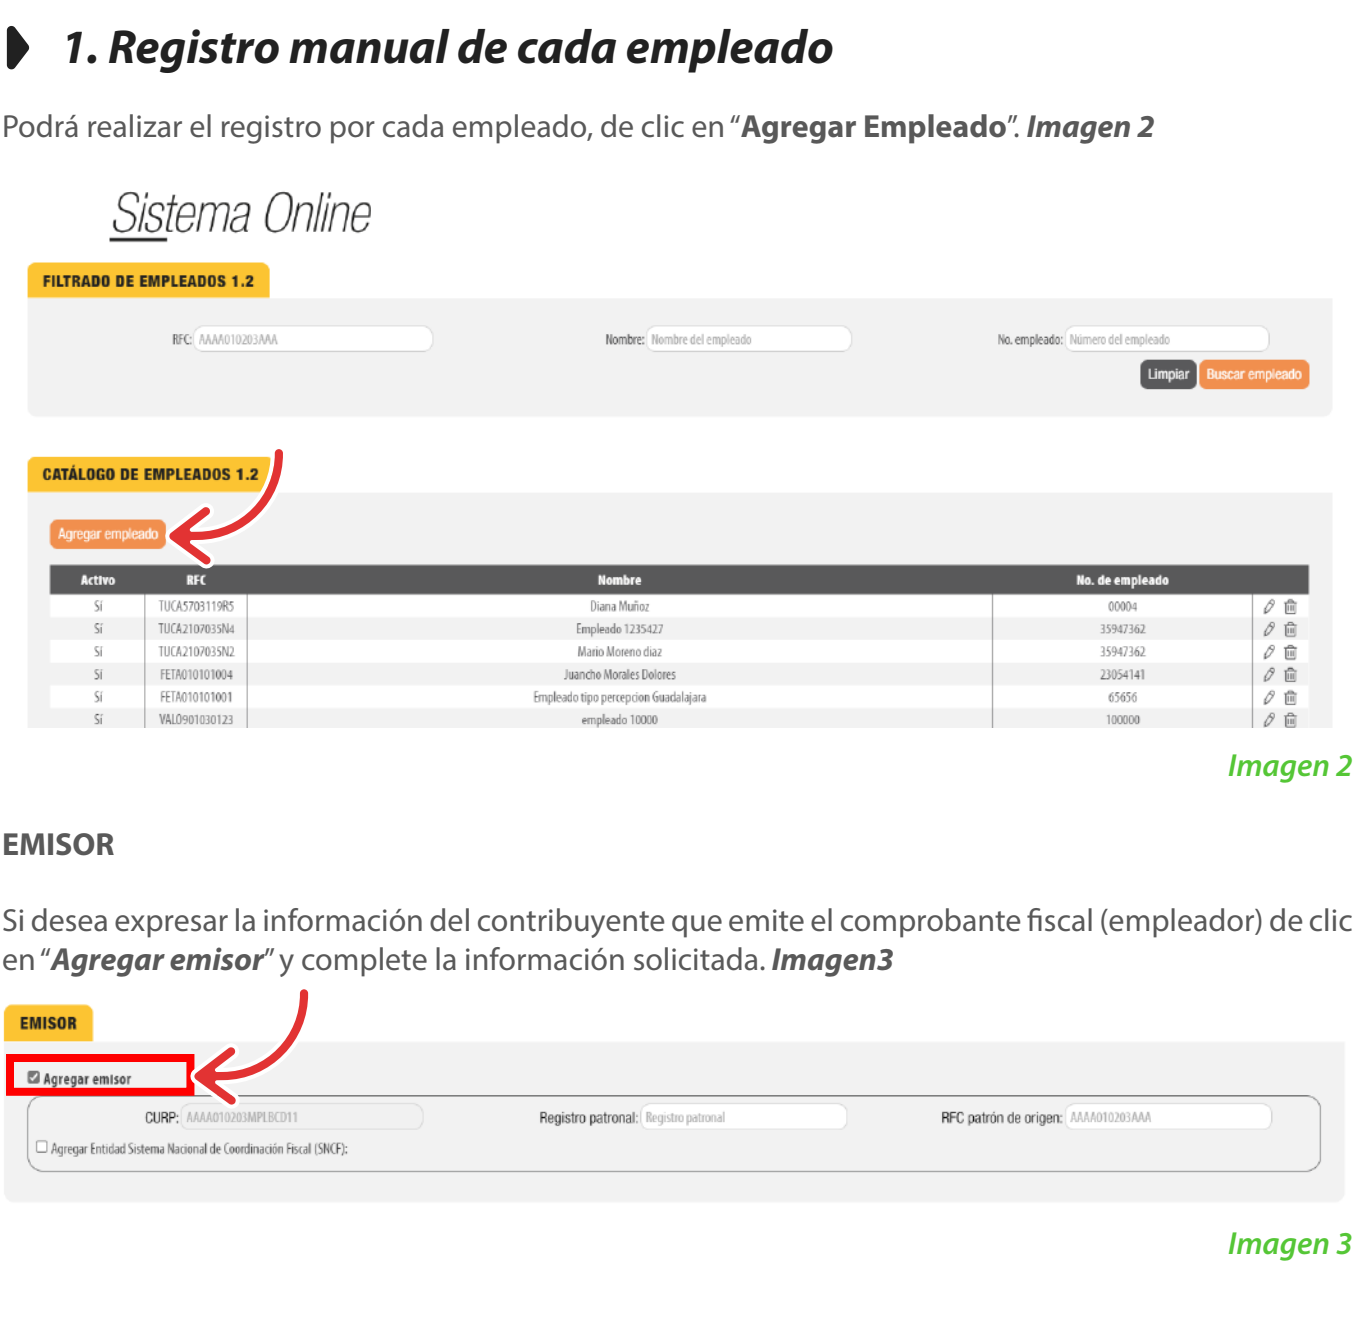 1. Registro manual de cada empleado
Podrá realizar el registro por cada empleado, de clic en “Agregar Empleado”. Imagen 2
Sistema Online
FILTRADO DE EMPLEADOS 1.2
RFC: AAAA010203AAA Nombre: Nombre del empleado No. empleado: Número del empleado
Limpiar Buscar empleado
CATÁLOGO DE EMPLEADOS 1.2
Agregar empleado
Activo RFC Nombre No. de empleado
Sí TUCA5703119R5 Diana Muñoz 00004
Sí TUCA2107035N4 Empleado 1235427 35947362
Sí TUCA2107035N2 Mario Moreno diaz 35947362
Sí FETA010101004 Juancho Morales Dolores 23054141
Sí FETA010101001 Empleado tipo percepcion Guadalajara 65656
Sí VALO901030123 empleado 10000 100000
Imagen 2
EMISOR
Si desea expresar la información del contribuyente que emite el comprobante fiscal (empleador) de clic
en “Agregar emisor” y complete la información solicitada. Imagen3
EMISOR
Agregar emisor
CURP: AAAA010203MPLBCD11 Registro patronal: Registro patronal RFC patrón de origen: AAAA010203AAA
Agregar Entidad Sistema Nacional de Coordinación Fiscal (SNCF):
Imagen 3